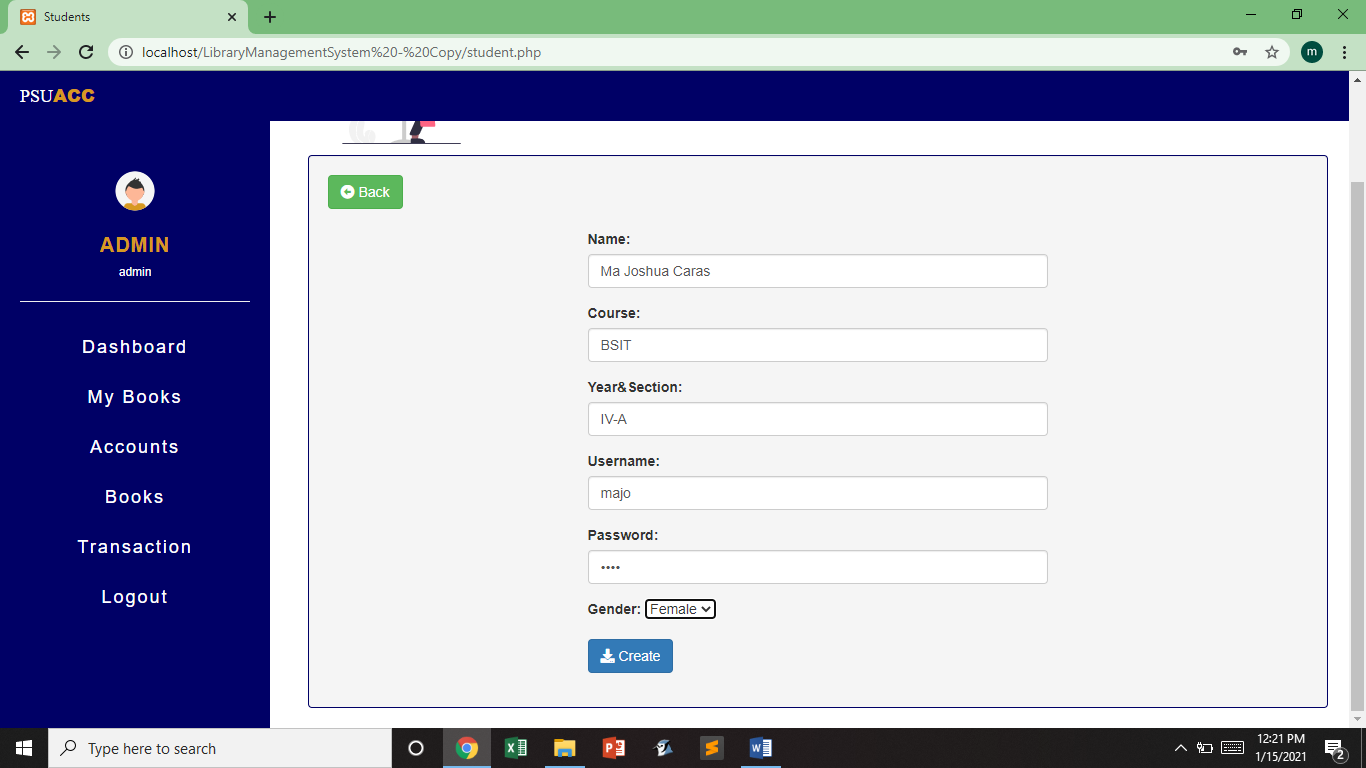 Students
localhost/LibraryManagementSystem%20-%20Copy/student.php
m
PSUACC
ADMIN
admin
Dashboard
My Books
Accounts
Books
Transaction
Logout
Back
Name:
Ma Joshua Caras
Course:
BSIT
Year&Section:
IV-A
Username:
majo
Password:
••••
Gender: Female
Create
Type here to search
12:21 PM
1/15/2021
2